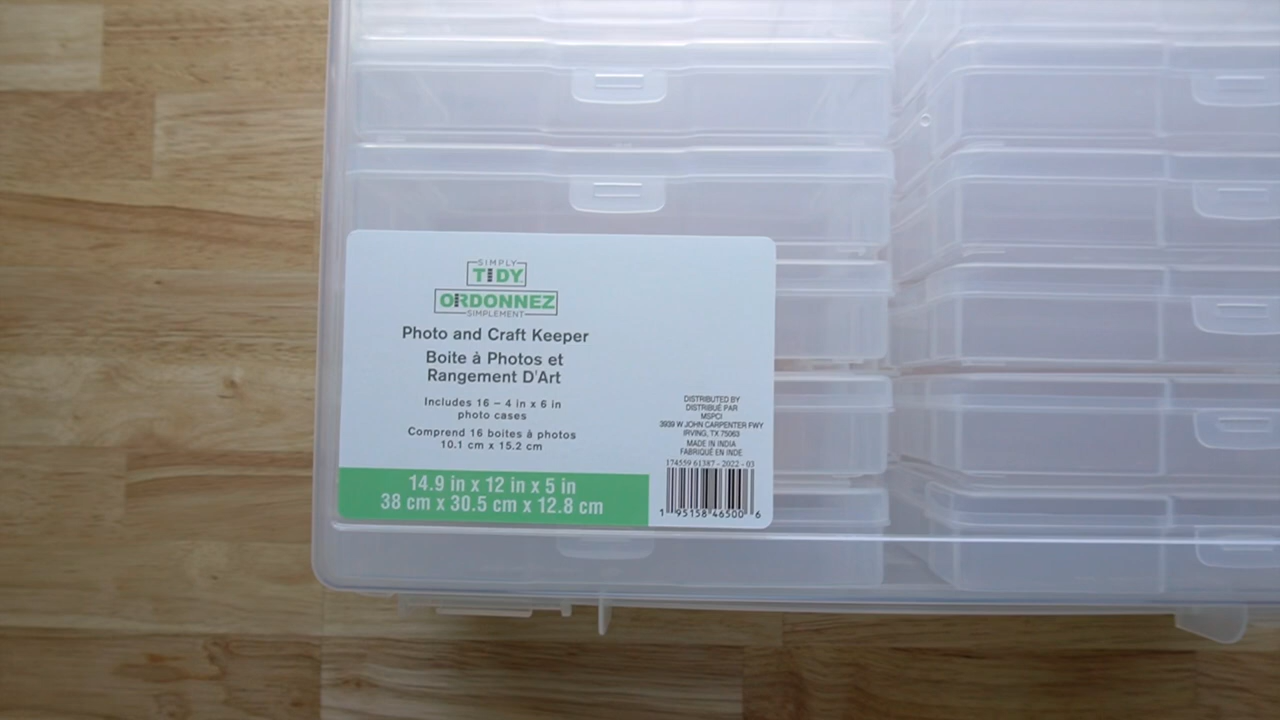 SIMPLY
TIDY
ORDONNEZ
SIMPLEMENT
Photo and Craft Keeper
Boite à Photos et
Rangement D'Art
Includes 16 – 4 in x 6 in
photo cases
Comprend 16 boites à photos
10.1 cm x 15.2 cm
14.9 in x 12 in x 5 in
38 cm x 30.5 cm x 12.8 cm
DISTRIBUTED BY
DISTRIBUÉ PAR
MSPCI
3939 W JOHN CARPENTER FWY
IRVING, TX 75063
MADE IN INDIA
FABRIQUÉ EN INDE
174559 61387 - 2022 - 03
1 95158 46500 6